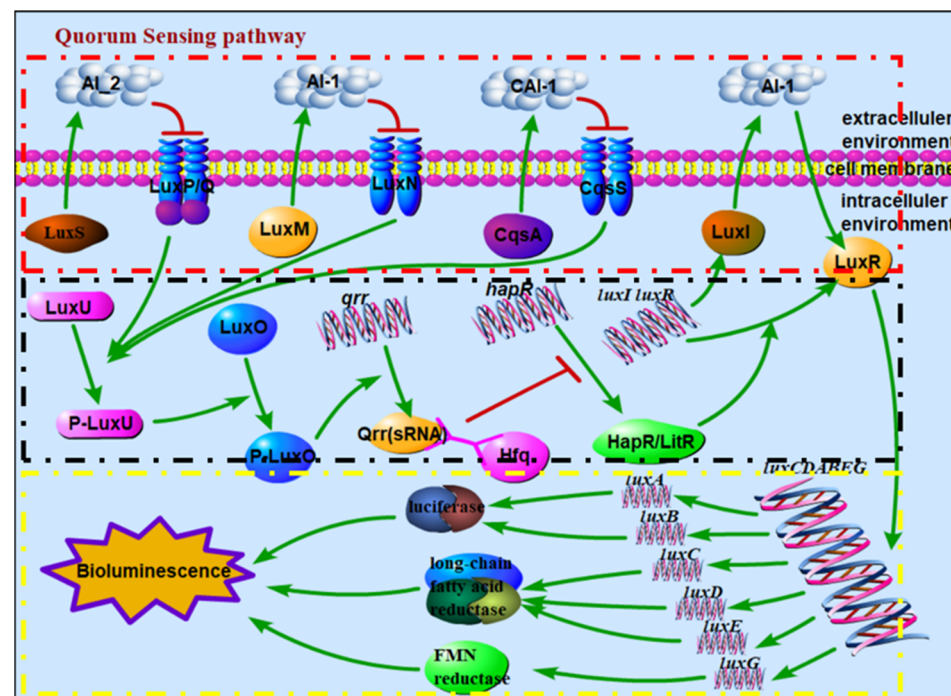 Quorum Sensing pathway
AI_2
AI-1
CAI-1
AI-1
extracelluler
environment
cell membrane
intracelluler
environment
LuxP/Q
LuxN
CqsS
LuxS
LuxM
CqsA
LuxI
LuxR
LuxU
LuxO
qrr
hapR
luxI luxR
P-LuxU
P-LuxO
Qrr(sRNA)
Hfq
HapR/LitR
luxCDABEG
luxA
luxB
luxC
luxD
luxE
luxG
luciferase
long-chain
fatty acid
reductase
FMN
reductase
Bioluminescence